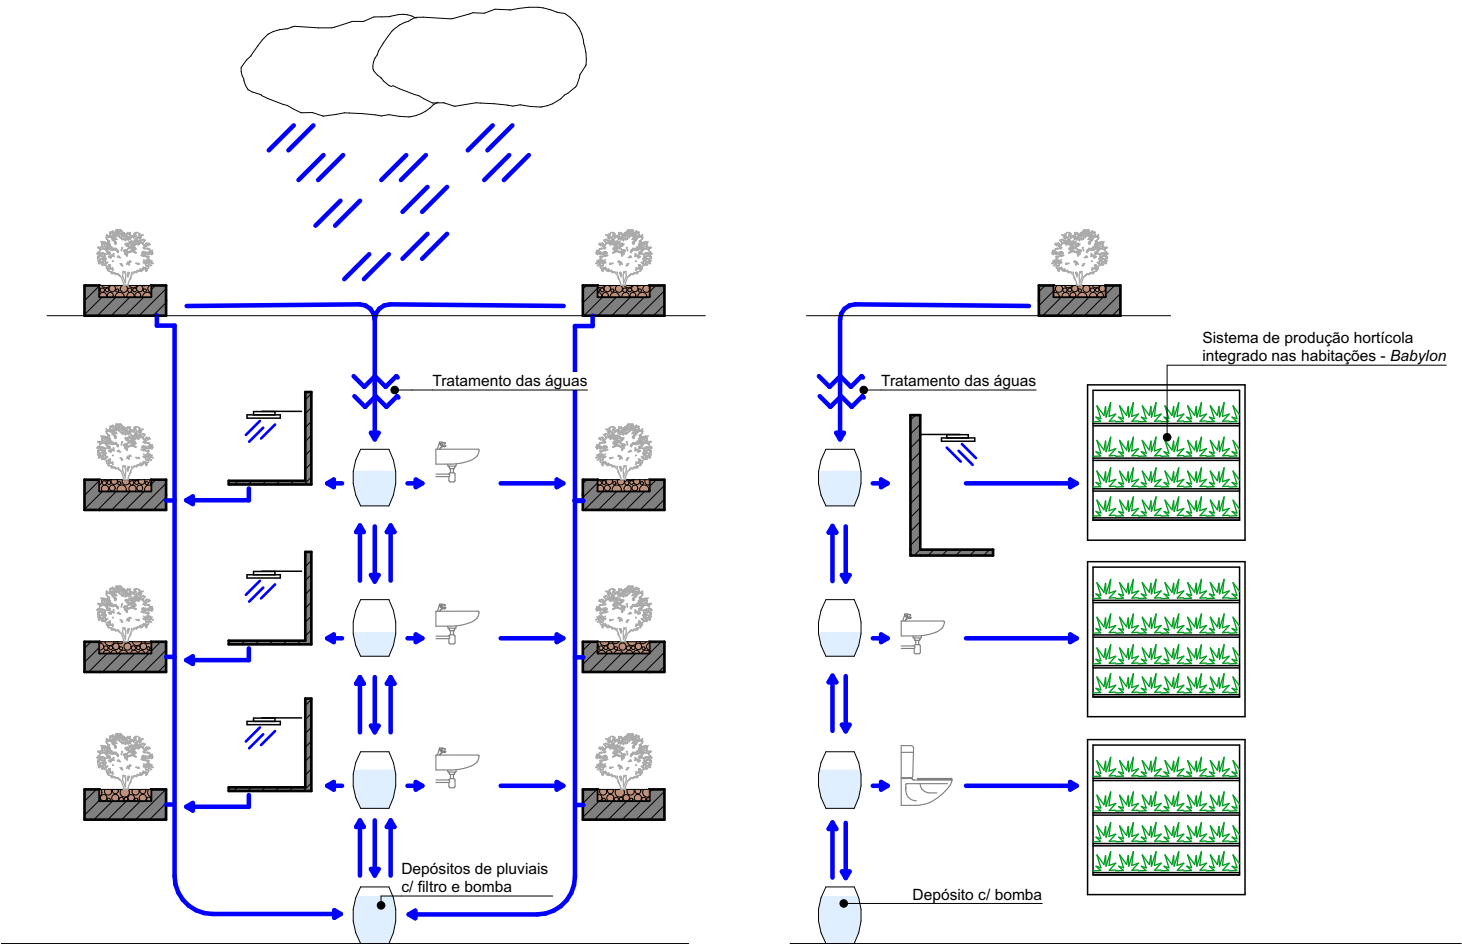 Sistema de produção hortícola
integrado nas habitações - Babylon
Tratamento das águas
Tratamento das águas
Depósitos de pluviais
c/ filtro e bomba
Depósito c/ bomba